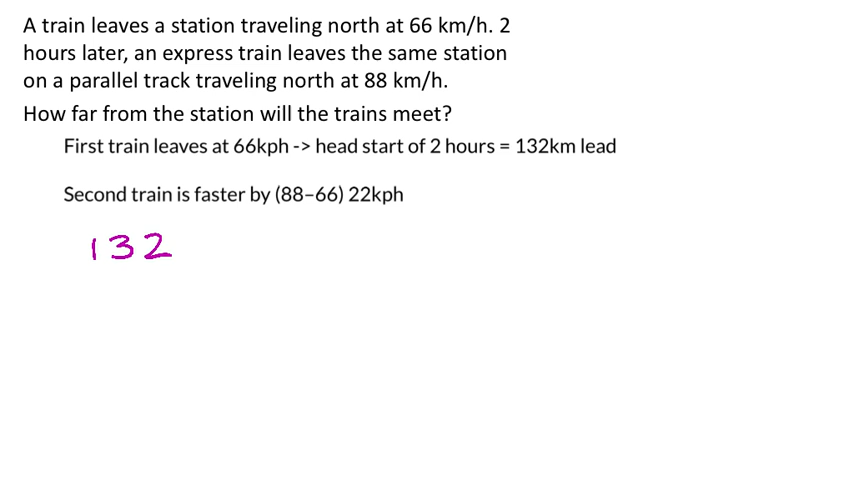 A train leaves a station traveling north at 66 km/h. 2
hours later, an express train leaves the same station
on a parallel track traveling north at 88 km/h.
How far from the station will the trains meet?
First train leaves at 66kph -> head start of 2 hours = 132km lead
Second train is faster by (88–66) 22kph
132